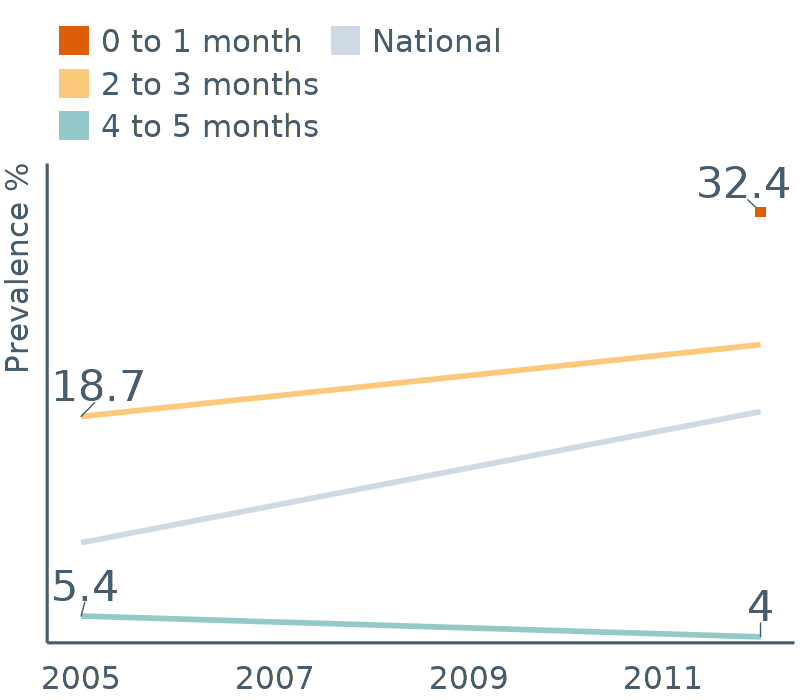 0 to 1 month
National
2 to 3 months
4 to 5 months
Prevalence %
32.4
18.7
5.4
4
2005 2007 2009 2011